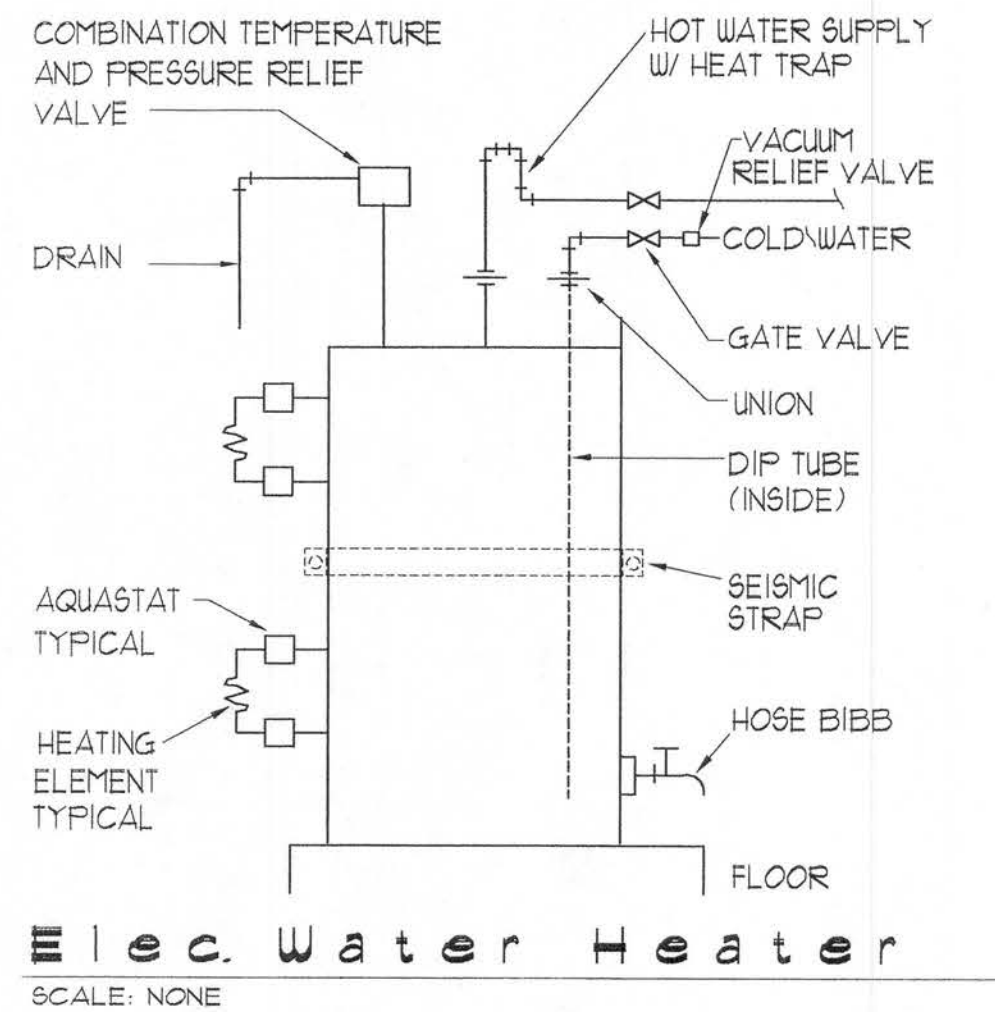 COMBINATION TEMPERATURE
AND PRESSURE RELIEF
VALVE
HOT WATER SUPPLY
W/ HEAT TRAP
VACUUM
RELIEF VALVE
DRAIN
COLD WATER
GATE VALVE
UNION
DIP TUBE
(INSIDE)
AQUASTAT
TYPICAL
SEISMIC
STRAP
HEATING
ELEMENT
TYPICAL
HOSE BIBB
FLOOR
Elec. Water Heater
SCALE: NONE